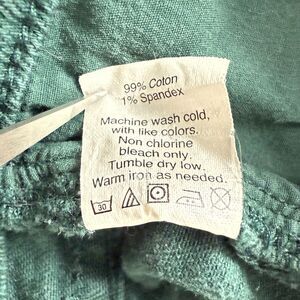 99% Coton
1% Spandex
Machine wash cold,
with like colors.
Non chlorine
bleach only.
Tumble dry low.
Warm iron as needed.
30